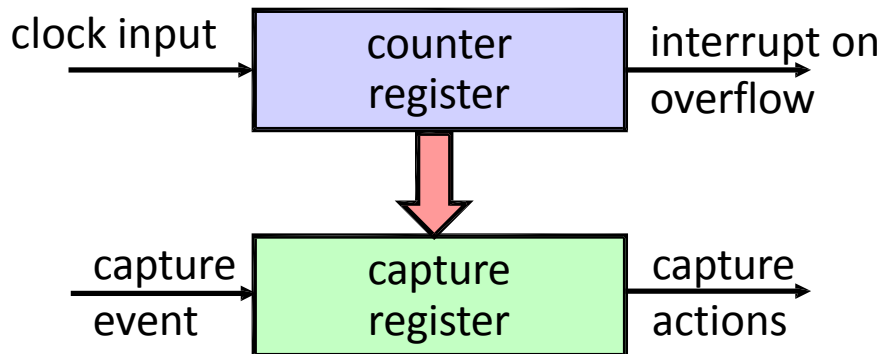 clock input
counter
register
interrupt on
overflow
capture
event
capture
register
capture
actions